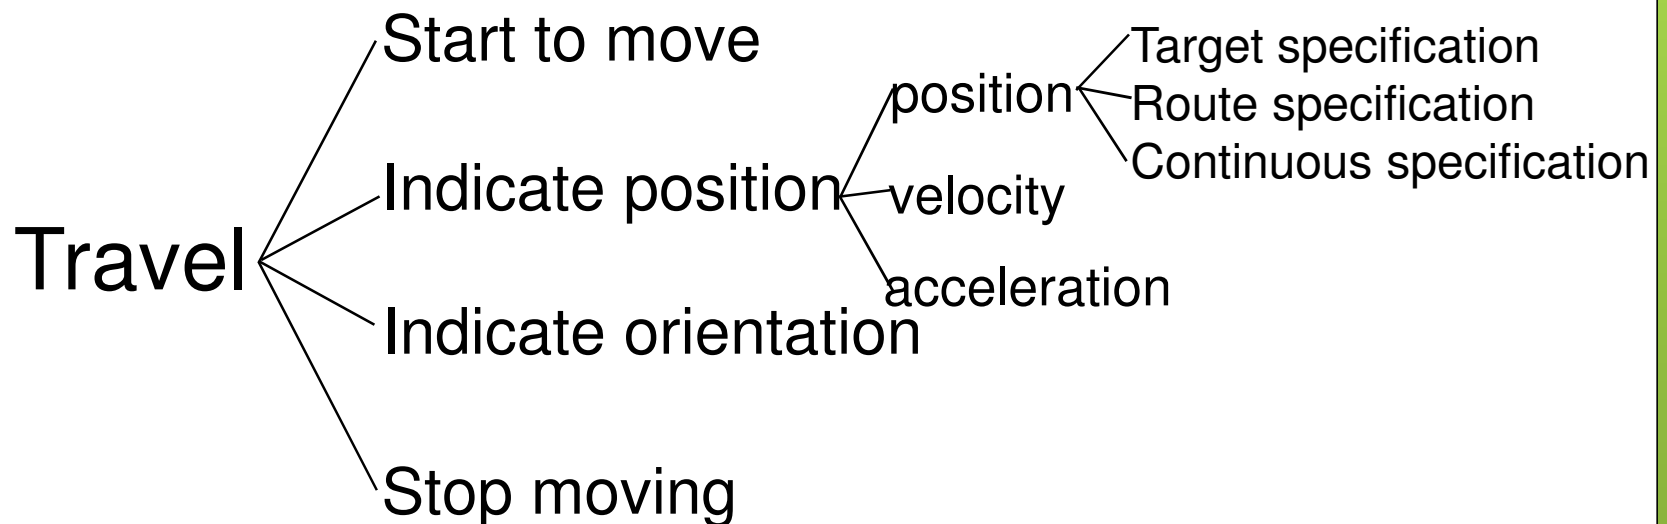 Start to move
Target specification
position
Route specification
Continuous specification
Indicate position
velocity
Travel
acceleration
Indicate orientation
Stop moving